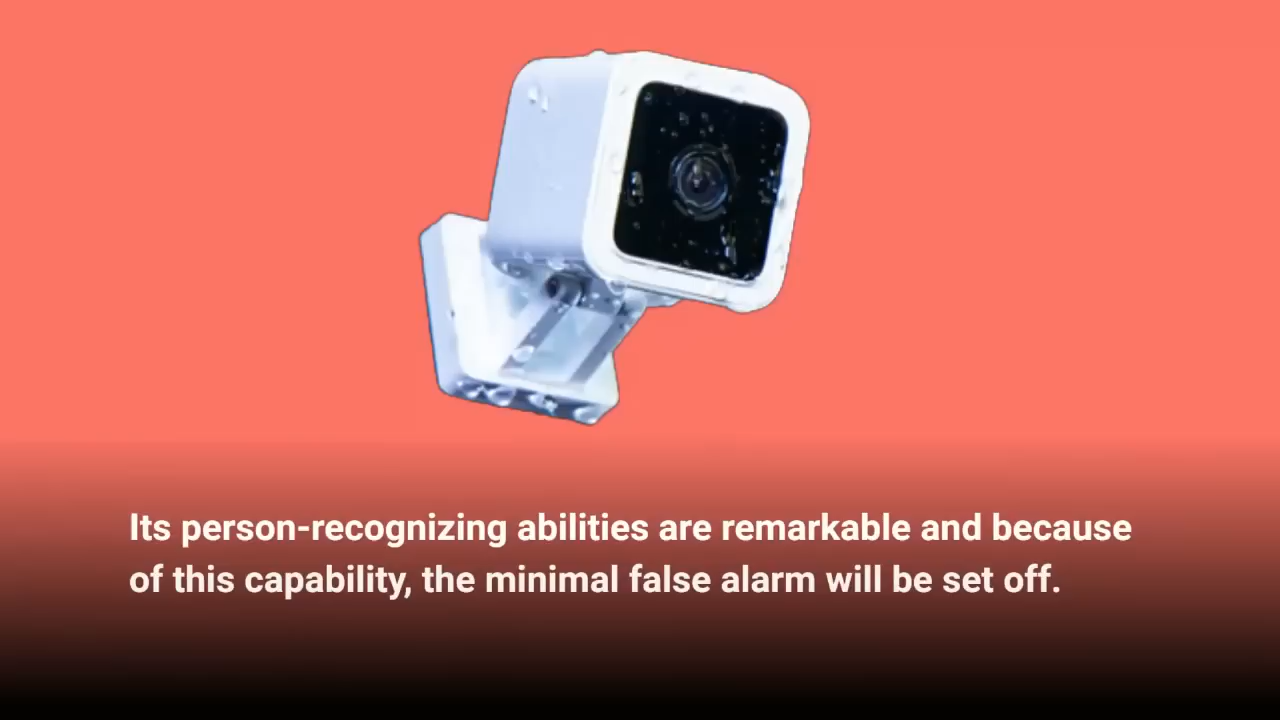 Its person-recognizing abilities are remarkable and because
of this capability, the minimal false alarm will be set off.